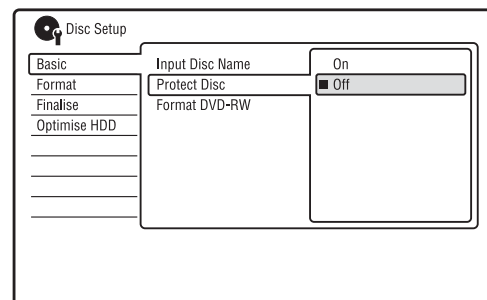 Disc Setup
Basic
Format
Finalise
Optimise HDD
Input Disc Name
Protect Disc
Format DVD-RW
On
Off